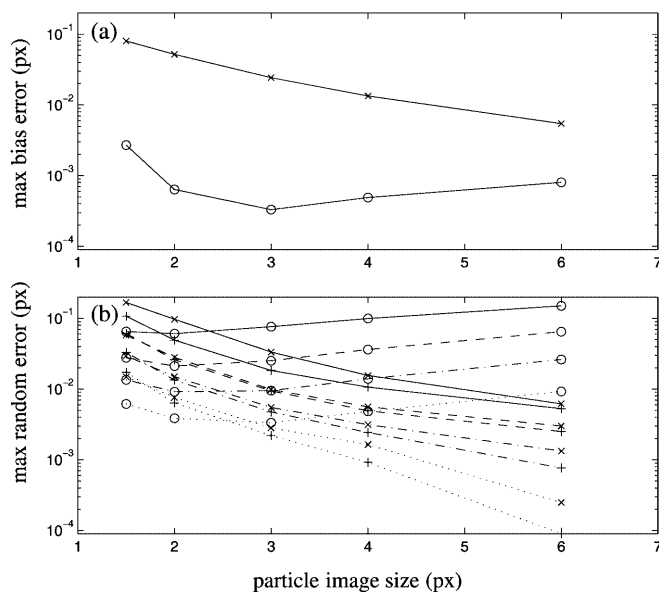 (a)
max bias error (px)
10⁻¹
10⁻²
10⁻³
10⁻⁴
1 2 3 4 5 6 7
(b)
max random error (px)
10⁻¹
10⁻²
10⁻³
10⁻⁴
1 2 3 4 5 6 7
particle image size (px)